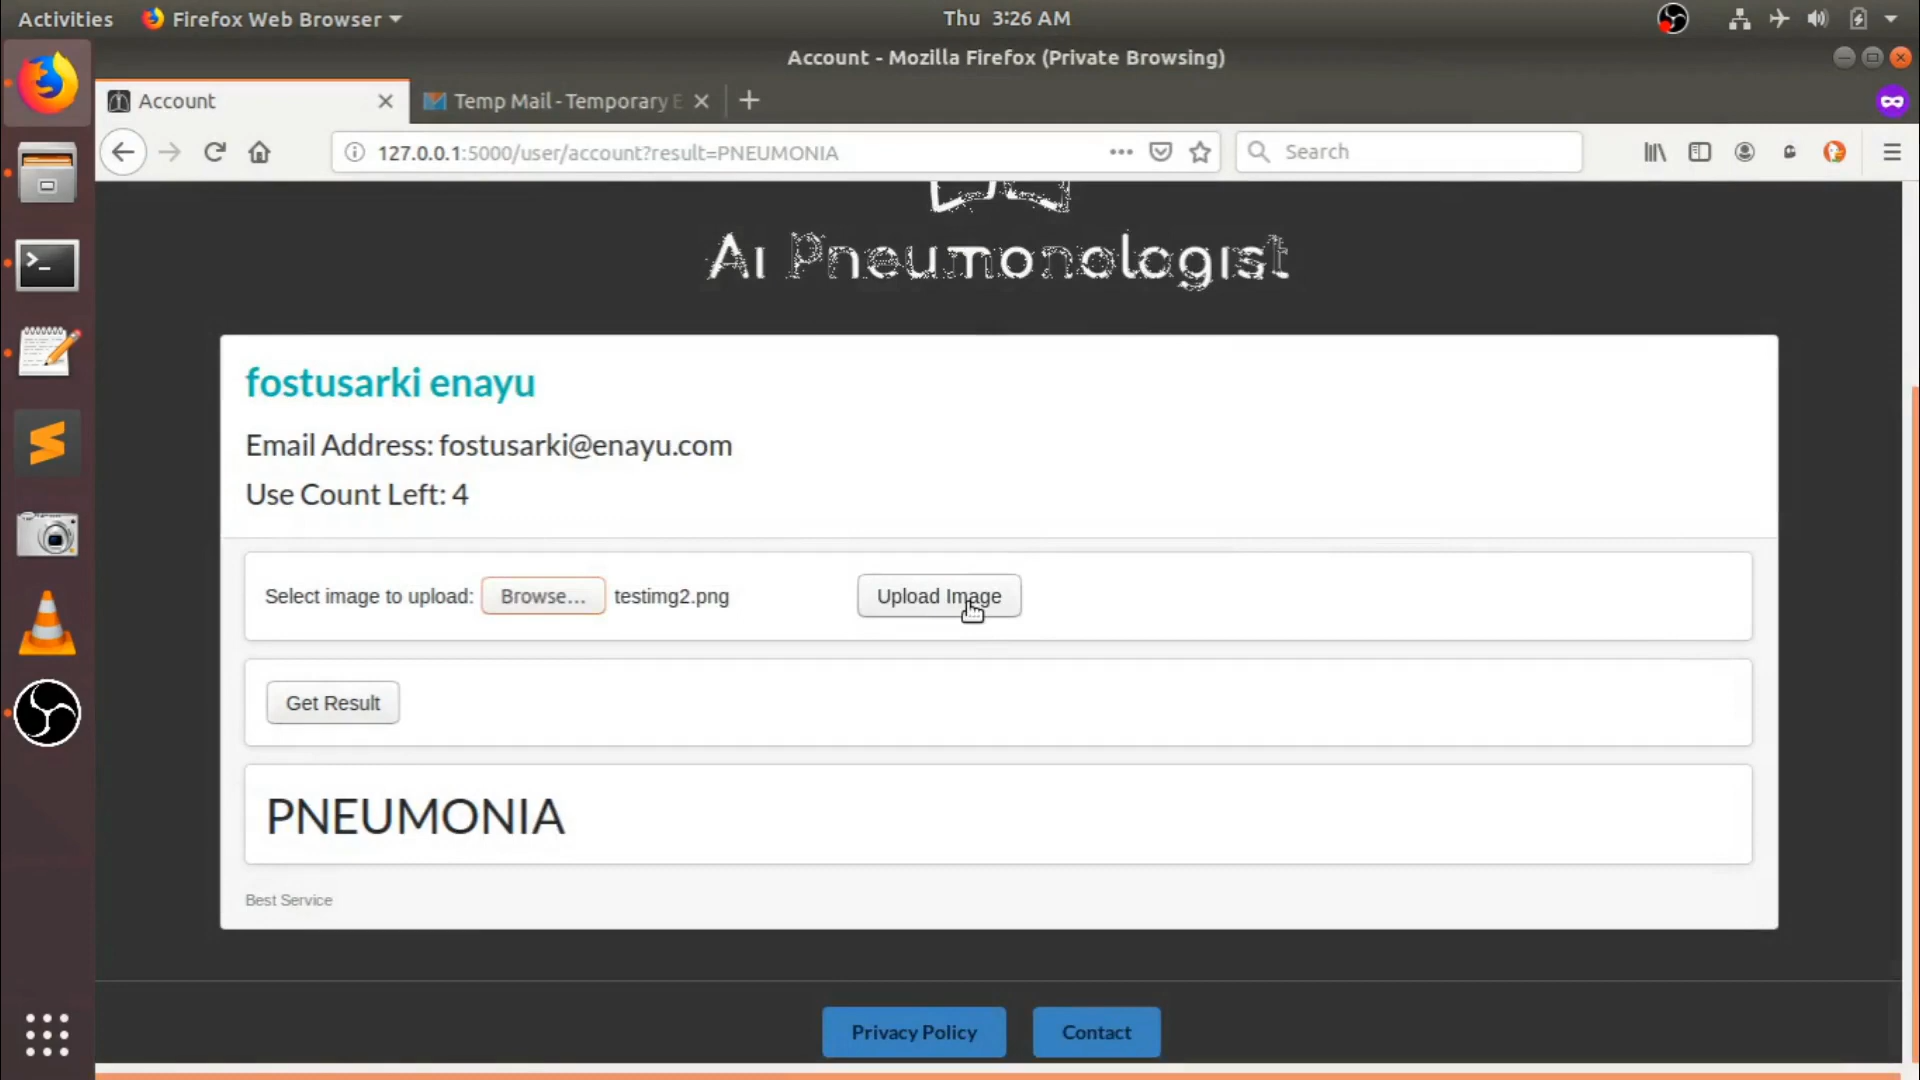 Activities Firefox Web Browser Thu 3:26 AM
Account - Mozilla Firefox (Private Browsing)
Account Temp Mail - Temporary E
127.0.0.1:5000/user/account?result=PNEUMONIA Search
Ai Pneumonologist
fostusarki enayu
Email Address: fostusarki@enayu.com
Use Count Left: 4
Select image to upload: Browse... testimg2.png Upload Image
Get Result
PNEUMONIA
Best Service
Privacy Policy Contact